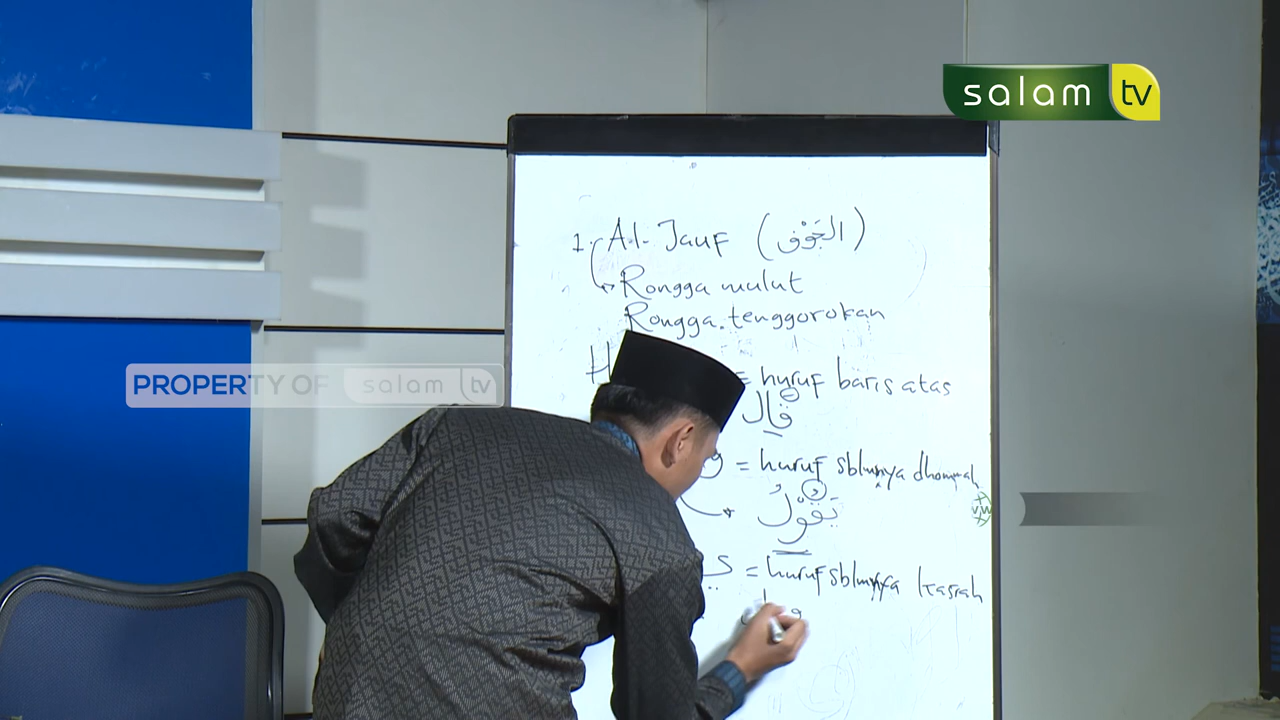 salam tv
1. Al-Jauf (الجَوْف)
Rongga mulut
Rongga tenggorokan
H
= huruf baris atas
قَال
و = huruf sblmnya dhommah
يَقُوْلُ
ي = huruf sblmnya kasrah
PROPERTY OF salam tv